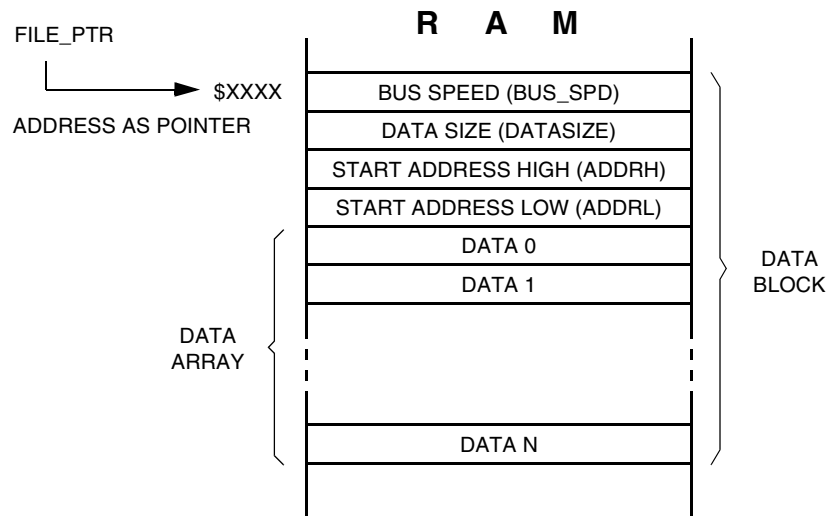 R A M
FILE_PTR
$XXXX
ADDRESS AS POINTER
BUS SPEED (BUS_SPD)
DATA SIZE (DATASIZE)
START ADDRESS HIGH (ADDRH)
START ADDRESS LOW (ADDRL)
DATA 0
DATA 1
DATA
BLOCK
DATA
ARRAY
DATA N